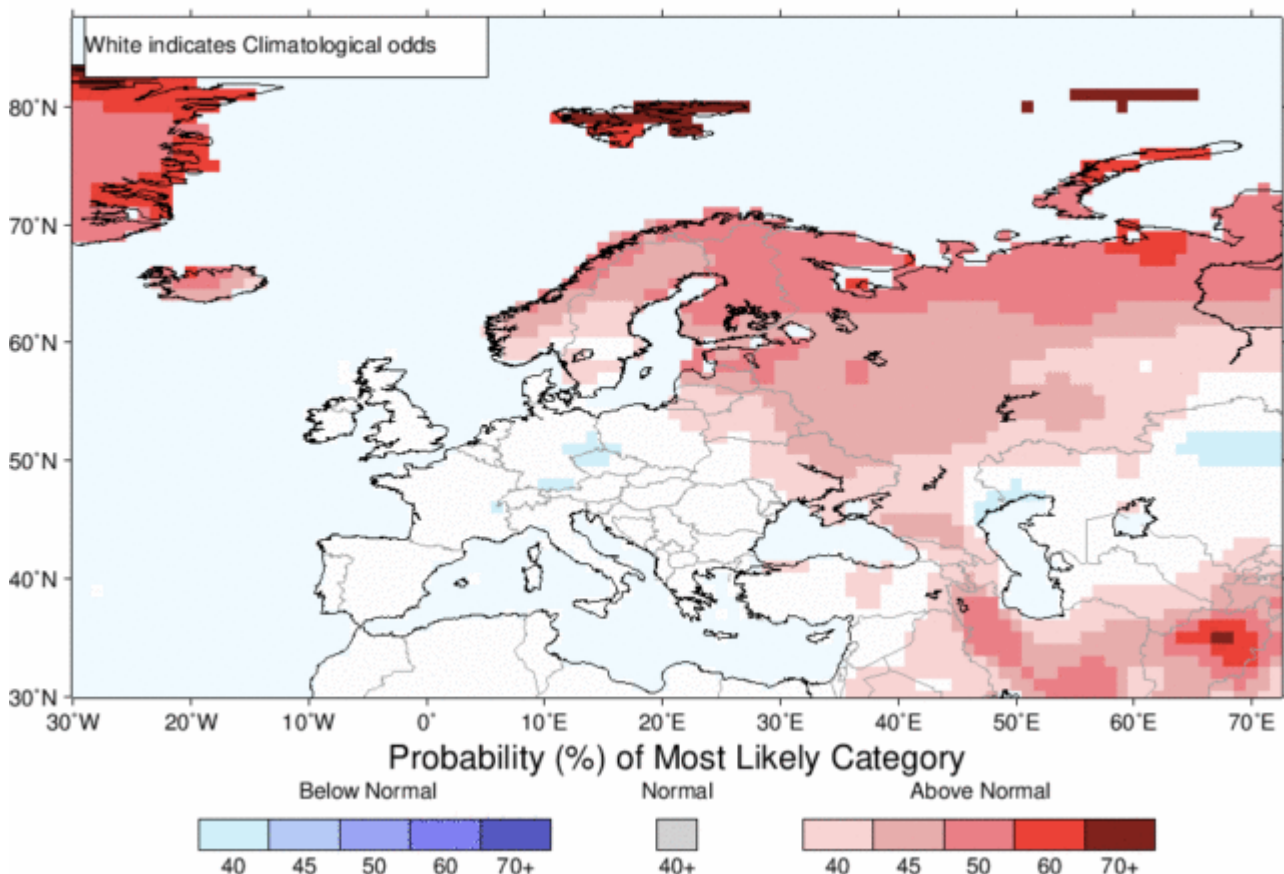 White indicates Climatological odds
80°N
70°N
60°N
50°N
40°N
30°N
30°W 20°W 10°W 0° 10°E 20°E 30°E 40°E 50°E 60°E 70°E
Probability (%) of Most Likely Category
Below Normal Normal Above Normal
40 45 50 60 70+ 40+ 40 45 50 60 70+